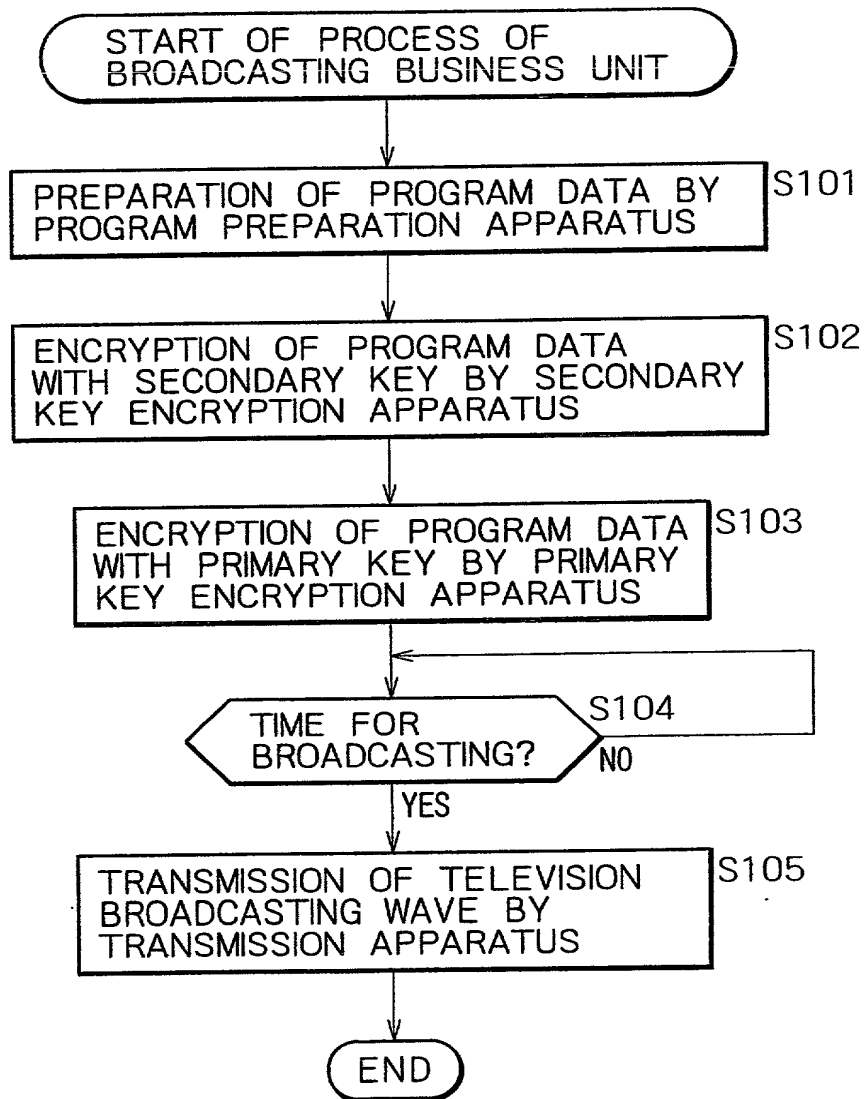 START OF PROCESS OF
BROADCASTING BUSINESS UNIT
PREPARATION OF PROGRAM DATA BY
PROGRAM PREPARATION APPARATUS
S101
ENCRYPTION OF PROGRAM DATA
WITH SECONDARY KEY BY SECONDARY
KEY ENCRYPTION APPARATUS
S102
ENCRYPTION OF PROGRAM DATA
WITH PRIMARY KEY BY PRIMARY
KEY ENCRYPTION APPARATUS
S103
TIME FOR
BROADCASTING?
S104
NO
YES
TRANSMISSION OF TELEVISION
BROADCASTING WAVE BY
TRANSMISSION APPARATUS
S105
END